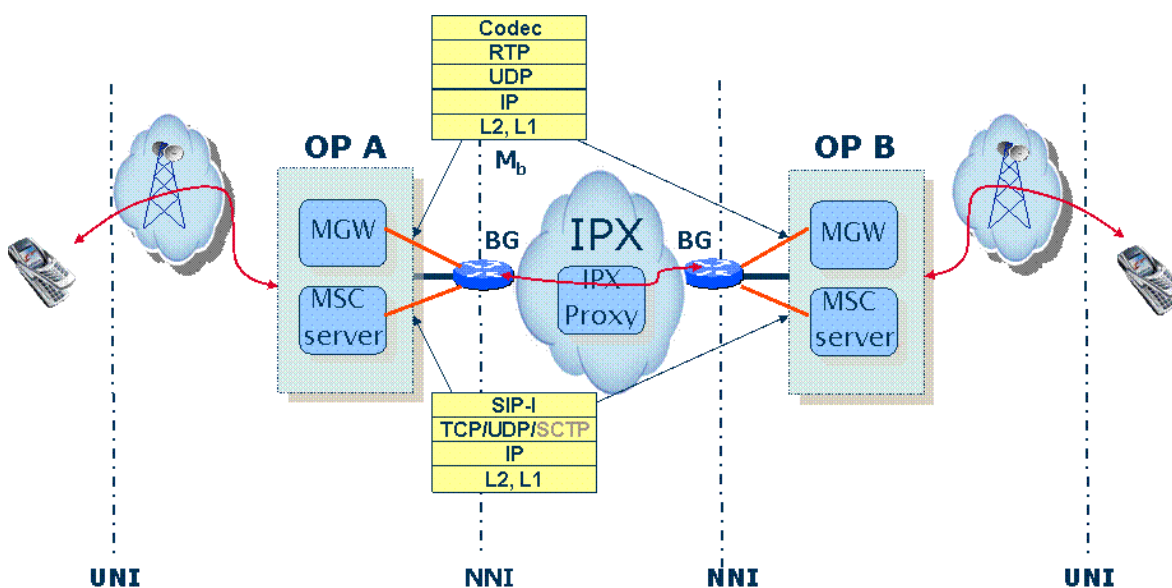 Codec
RTP
UDP
IP
L2, L1
OP A
M_b
OP B
MGW
BG
IPX
BG
MGW
IPX
Proxy
MSC
server
MSC
server
SIP-I
TCP/UDP/SCTP
IP
L2, L1
UNI
NNI
NNI
UNI